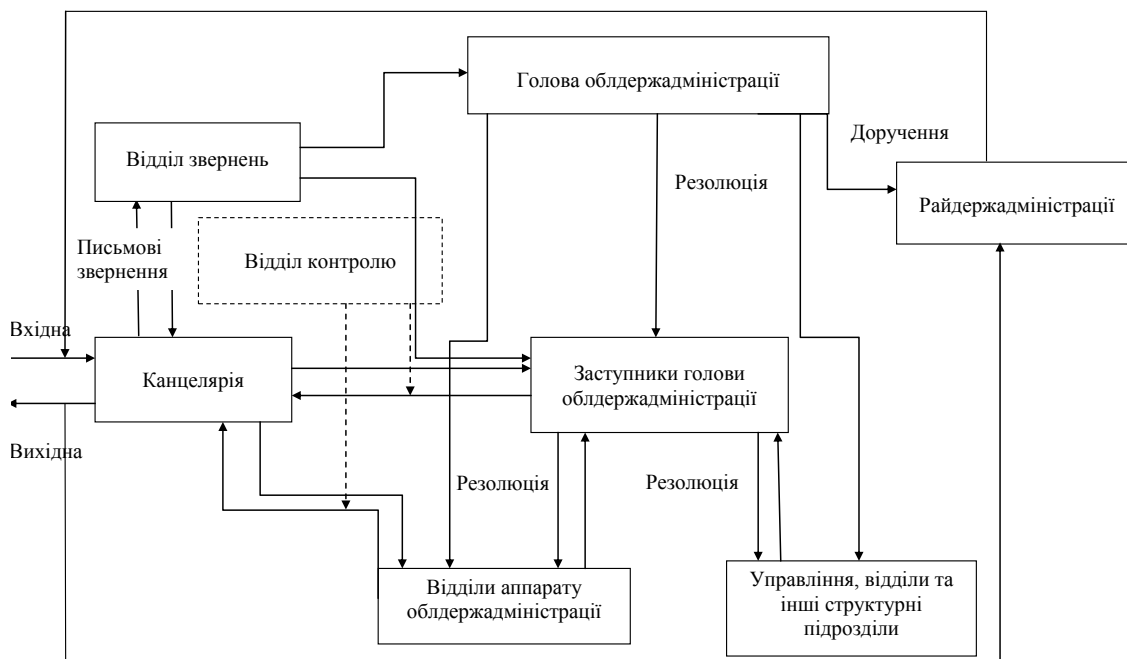 Голова облдержадміністрації
Доручення
Відділ звернень
Резолюція
Райдержадміністрації
Письмові
звернення
Відділ контролю
Вхідна
Канцелярія
Заступники голови
облдержадміністрації
Вихідна
Резолюція
Резолюція
Відділи аппарату
облдержадміністрації
Управління, відділи та
інші структурні
підрозділи